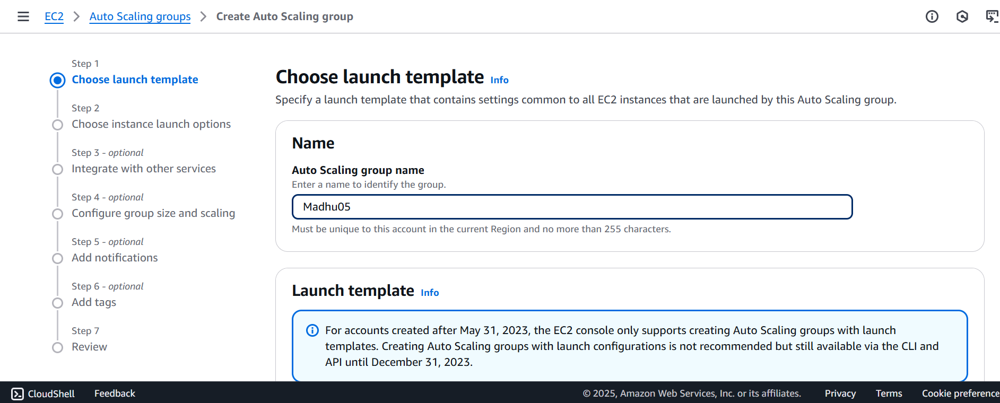 EC2 > Auto Scaling groups > Create Auto Scaling group
Step 1
Choose launch template
Step 2
Choose instance launch options
Step 3 - optional
Integrate with other services
Step 4 - optional
Configure group size and scaling
Step 5 - optional
Add notifications
Step 6 - optional
Add tags
Step 7
Review
Choose launch template Info
Specify a launch template that contains settings common to all EC2 instances that are launched by this Auto Scaling group.
Name
Auto Scaling group name
Enter a name to identify the group.
Madhu05
Must be unique to this account in the current Region and no more than 255 characters.
Launch template Info
For accounts created after May 31, 2023, the EC2 console only supports creating Auto Scaling groups with launch
templates. Creating Auto Scaling groups with launch configurations is not recommended but still available via the CLI and
API until December 31, 2023.
CloudShell Feedback © 2025, Amazon Web Services, Inc. or its affiliates. Privacy Terms Cookie preference